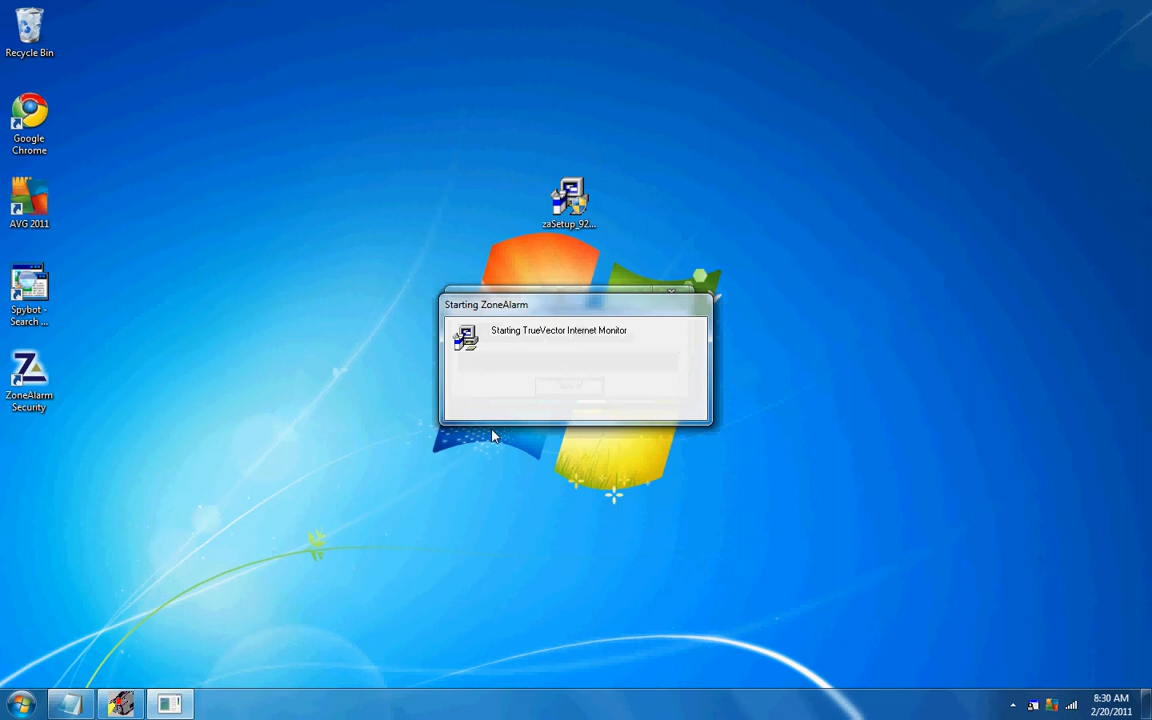 Recycle Bin
Google
Chrome
AVG 2011
Spybot -
Search ...
ZoneAlarm
Security
zaSetup_92...
Starting ZoneAlarm
Starting TrueVector Internet Monitor
8:30 AM
2/20/2011